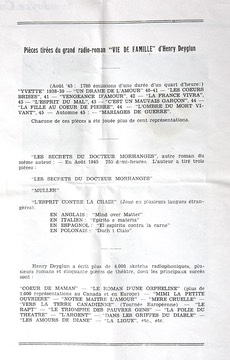 Pièces tirées du grand radio-roman "VIE DE FAMILLE" d'Henry Deyglun
(Août '45 : 1780 émissions d'une durée d'un quart d'heure.)
"YVETTE" 1938-39 — "UN DRAME DE L'AMOUR" 40-41 — "LES COEURS
BRISES", 41 — "VENGEANCE D'AMOUR", 42 — "LA FRANCE VIVRA",
43 — "L'ESPRIT DU MAL", 43 — "C'EST UN MAUVAIS GARÇON", 44 —
"LA FILLE AU COEUR DE PIERRE", 44 — "L'OMBRE DU MORT VI-
VANT", 45 — Automne 45 : — "MARIAGES DE GUERRE".
Chacune de ces pièces a été jouée plus de cent représentations.
"LES SECRETS DU DOCTEUR MORHANGES", autre roman du
même auteur : — En Août 1945 750 demi-heures. L'auteur a tiré trois
pièces :
"LES SECRETS DU DOCTEUR MORHANGES"
"MULLER"
"L'ESPRIT CONTRE LA CHAIR" (Joué en plusieurs langues étran-
gères).
EN ANGLAIS : "Mind over Matter"
EN ITALIEN : "Spirito e materia"
EN ESPAGNOL : "El espiritu contra la carne"
EN POLONAIS : "Duch i Cialo"
Henry Deyglun a écrit plus de 4,000 sketches radiophoniques, plu-
sieurs romans et cinquante pièces de théâtre, dont les principaux succès
sont :
"COEUR DE MAMAN" — "LE ROMAN D'UNE ORPHELINE" (plus de
1,000 représentations au Canada et en Europe) — "MIMI LA PETITE
OUVRIERE" — "NOTRE MAITRE L'AMOUR" — "MERE CRUELLE" —
"VERS LA TERRE CANADIENNE" (Tournée Européenne) — "LE
RAPT" — "LE TRIOMPHE DES PAUVRES GENS" — "LA FOLIE DU
THEATRE" — "L'ARGENT" — "DANS LES GRIFFES DU DIABLE" —
"LES AMOURS DE DIANE" — "LA LIGUE", etc., etc.